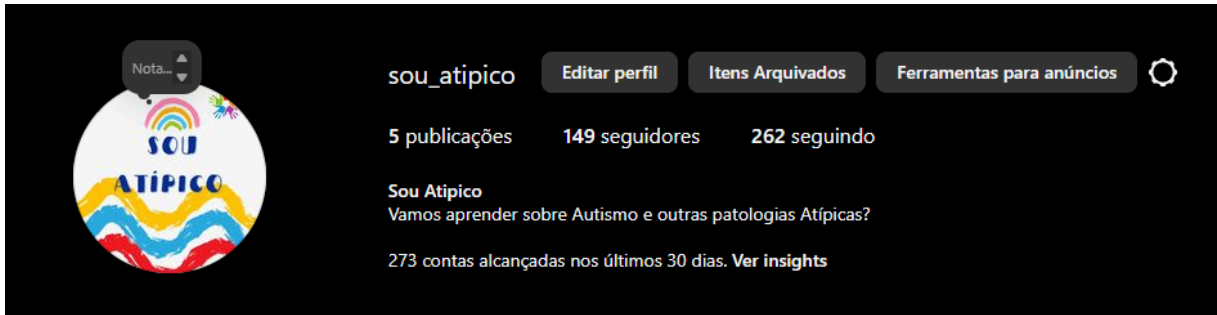 Nota...
SOU
ATÍPICO
sou_atipico Editar perfil Itens Arquivados Ferramentas para anúncios
5 publicações 149 seguidores 262 seguindo
Sou Atipico
Vamos aprender sobre Autismo e outras patologias Atípicas?
273 contas alcançadas nos últimos 30 dias. Ver insights